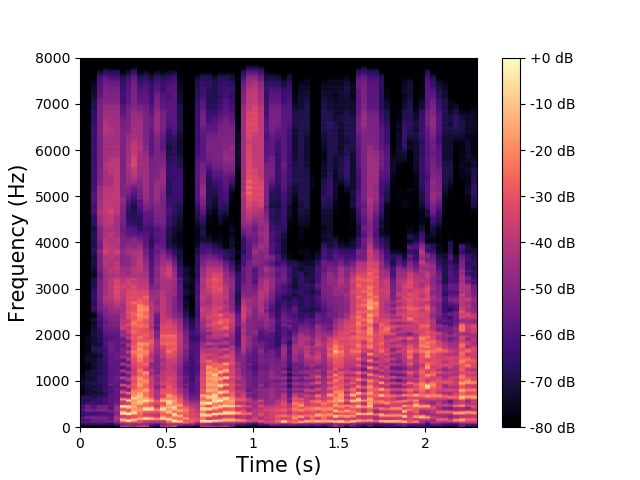 8000
7000
6000
5000
4000
3000
2000
1000
0
Frequency (Hz)
0
0.5
1
1.5
2
Time (s)
+0 dB
-10 dB
-20 dB
-30 dB
-40 dB
-50 dB
-60 dB
-70 dB
-80 dB